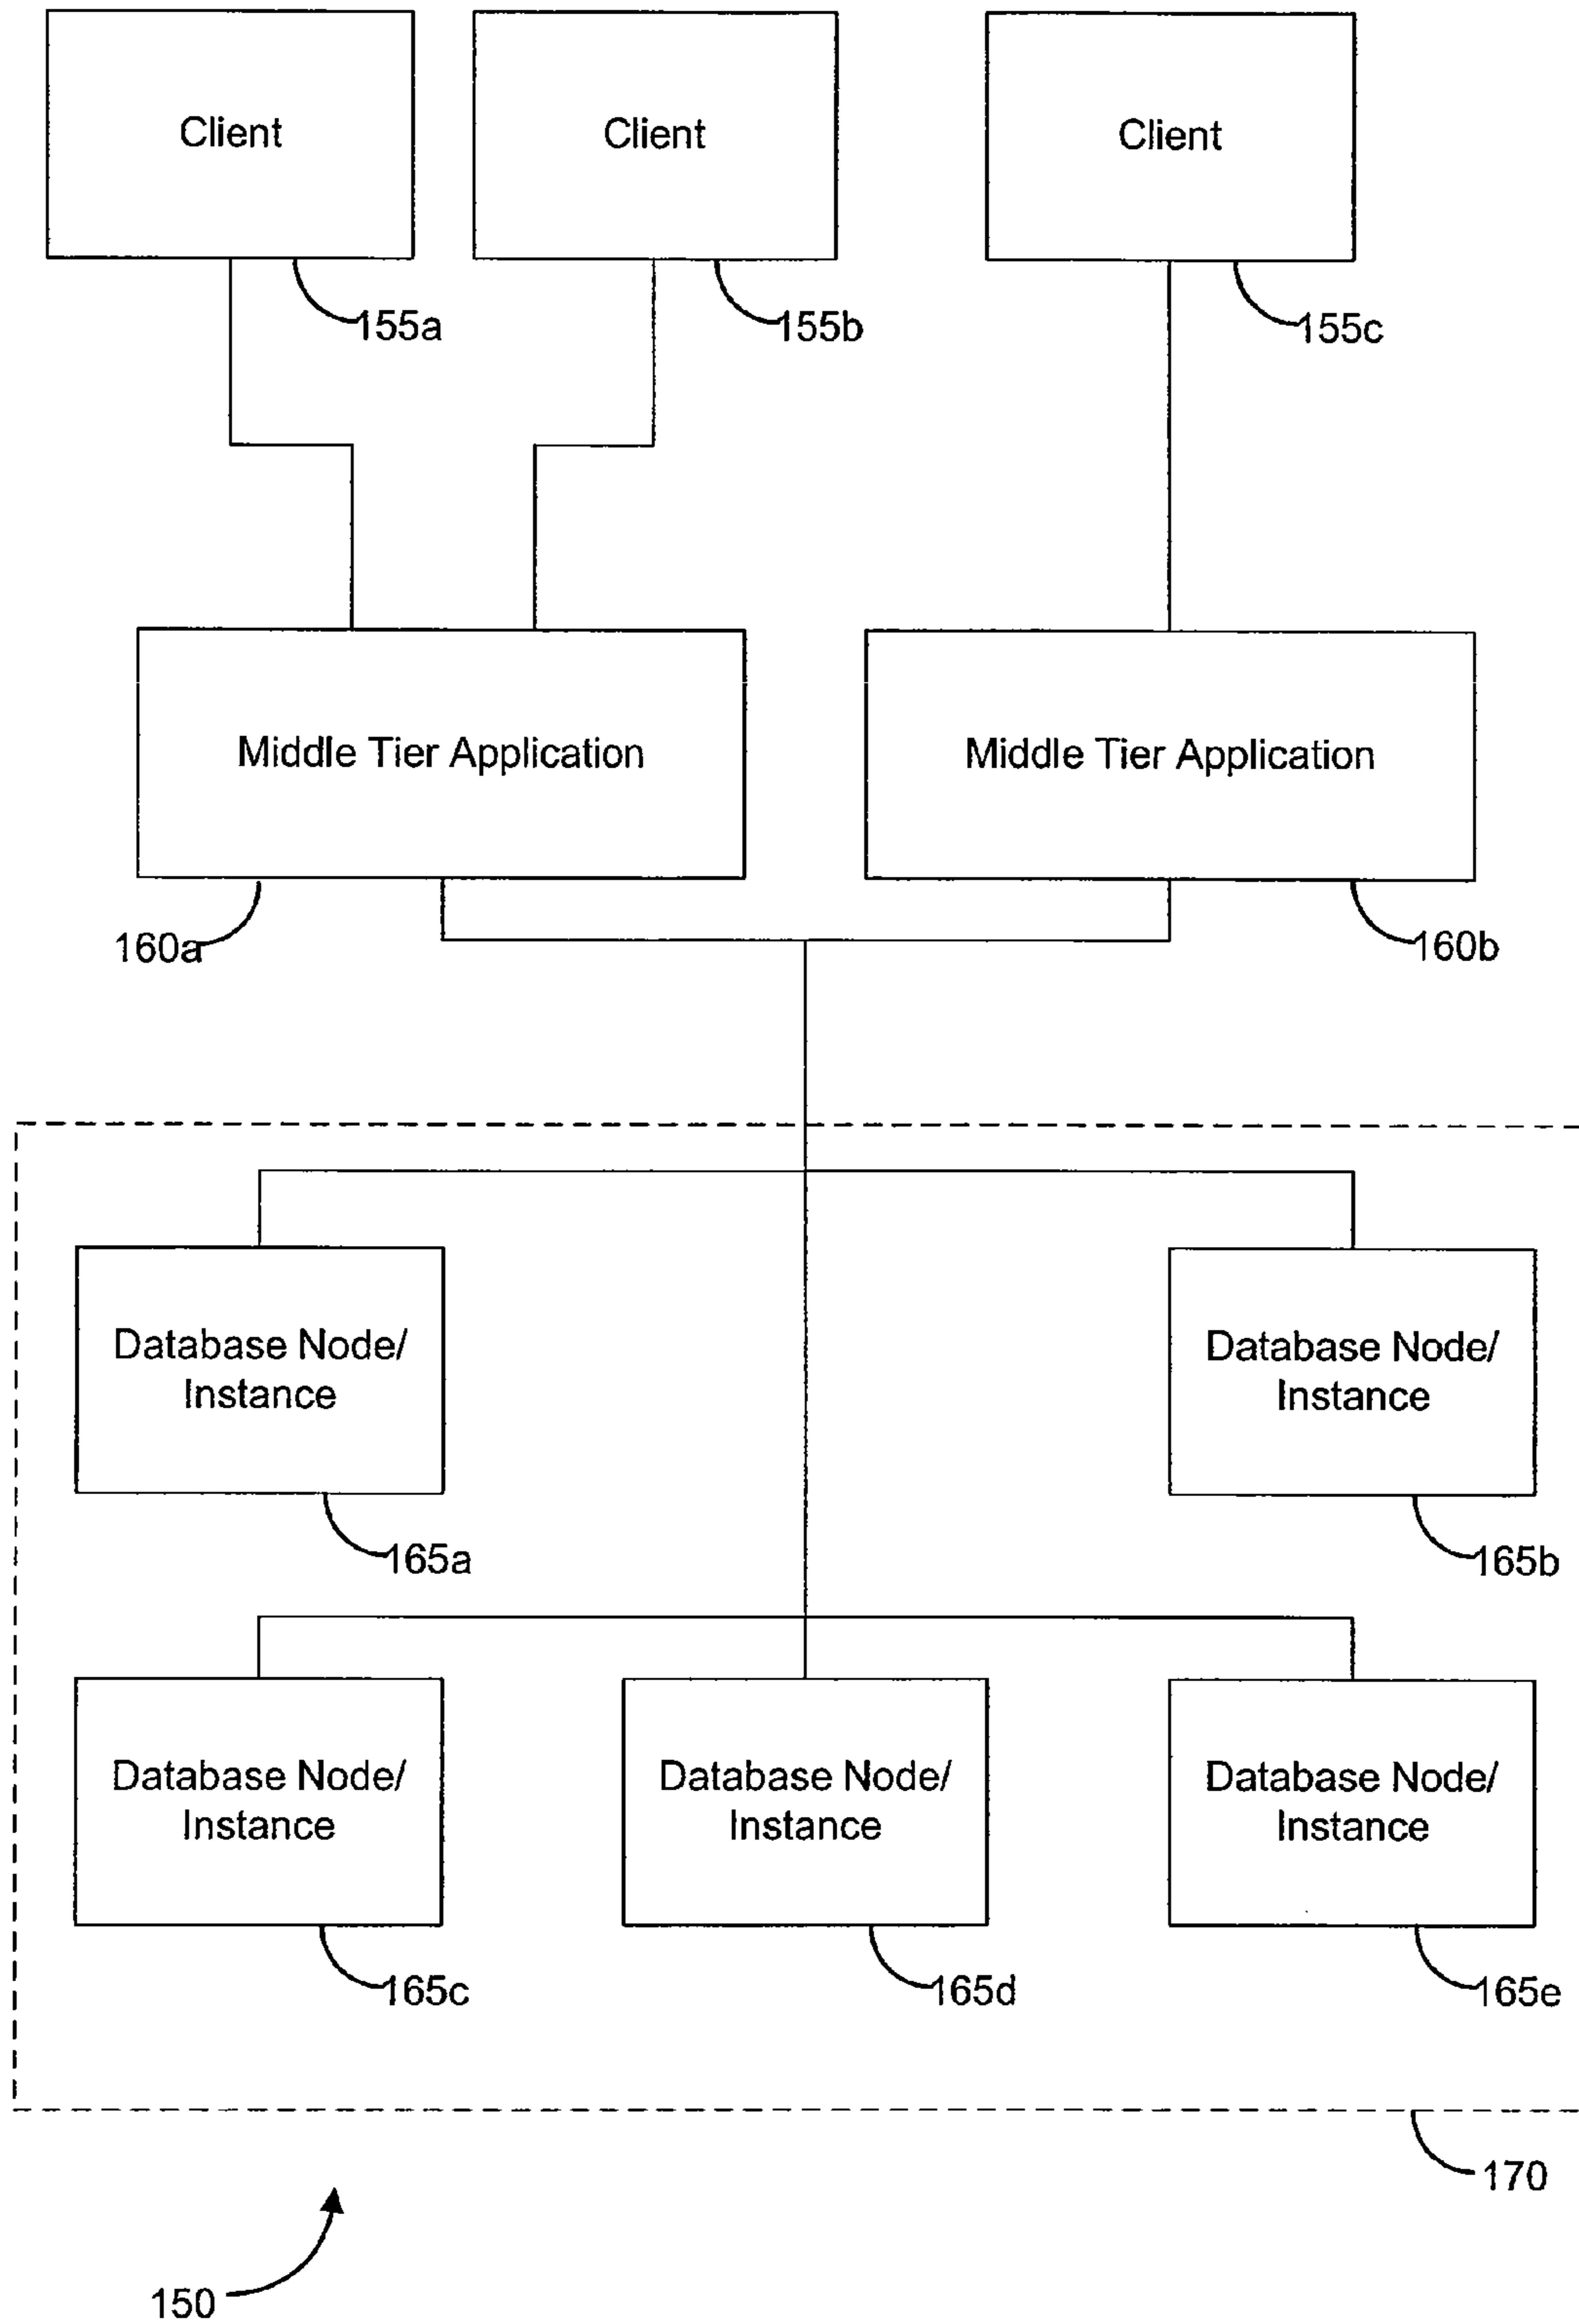 Client
Client
Client
155a
155b
155c
Middle Tier Application
Middle Tier Application
160a
160b
Database Node/
Instance
Database Node/
Instance
165a
165b
Database Node/
Instance
Database Node/
Instance
Database Node/
Instance
165c
165d
165e
170
150